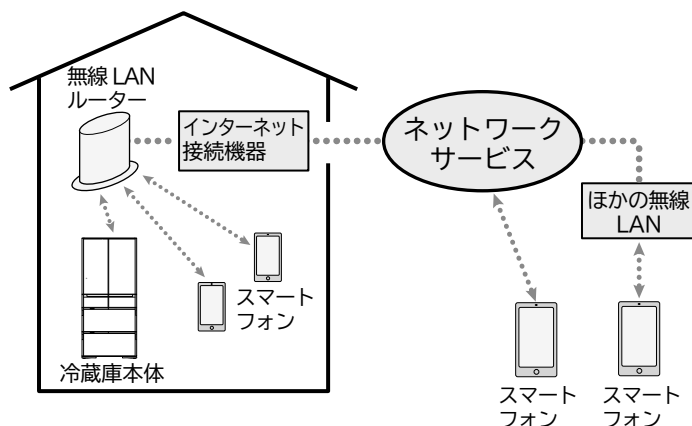 無線 LAN
ルーター
インターネット
接続機器
ネットワーク
サービス
ほかの無線
LAN
スマート
フォン
冷蔵庫本体
スマート
フォン
スマート
フォン